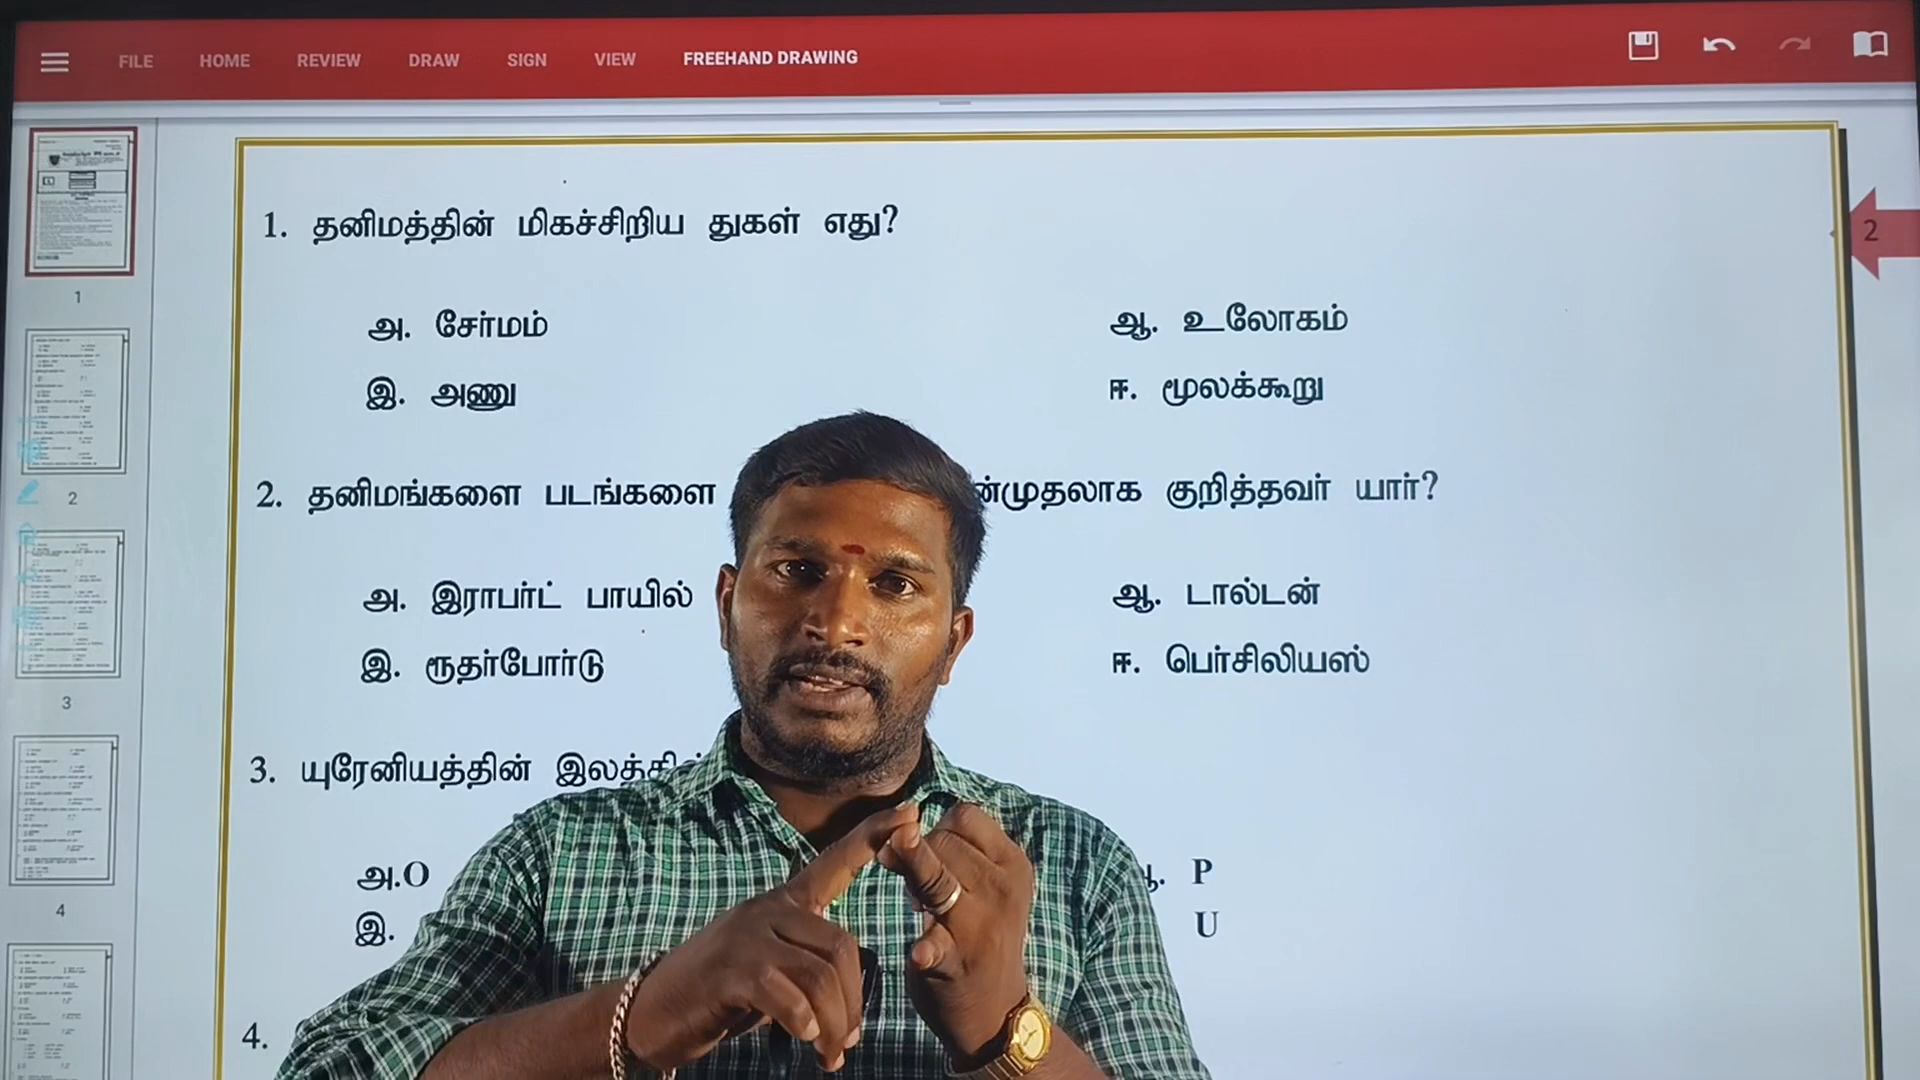 FILE HOME REVIEW DRAW SIGN VIEW FREEHAND DRAWING
1. தனிமத்தின் மிகச்சிறிய துகள் எது?
அ. சேர்மம் ஆ. உலோகம்
இ. அணு ஈ. மூலக்கூறு
2. தனிமங்களை படங்களை குறித்தவர் யார்?
அ. இராபர்ட் பாயில் ஆ. டால்டன்
இ. ரூதர்போர்டு ஈ. பெர்சிலியஸ்
3. யுரேனியத்தின்
அ.O P
இ. U
4.
2
1
2
3
4